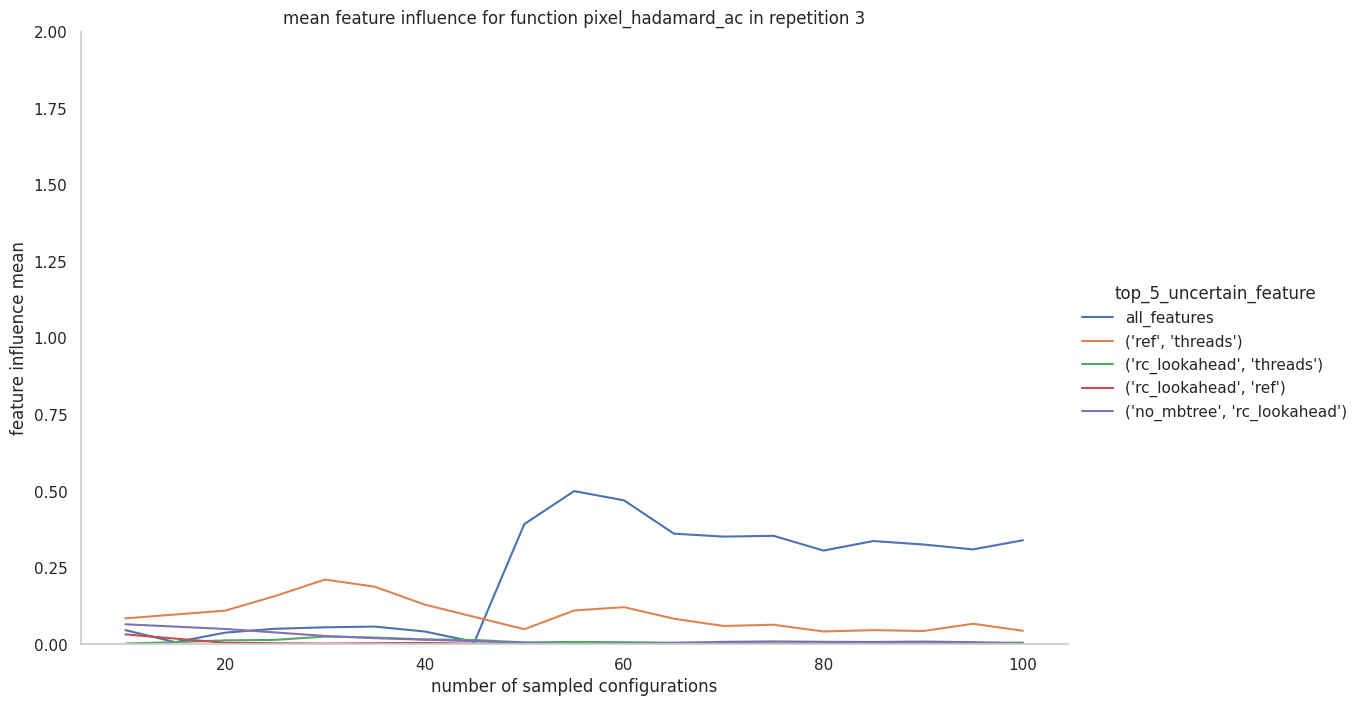 mean feature influence for function pixel_hadamard_ac in repetition 3
2.00
1.75
1.50
1.25
1.00
0.75
0.50
0.25
0.00
feature influence mean
20 40 60 80 100
number of sampled configurations
top_5_uncertain_feature
all_features
('ref', 'threads')
('rc_lookahead', 'threads')
('rc_lookahead', 'ref')
('no_mbtree', 'rc_lookahead')